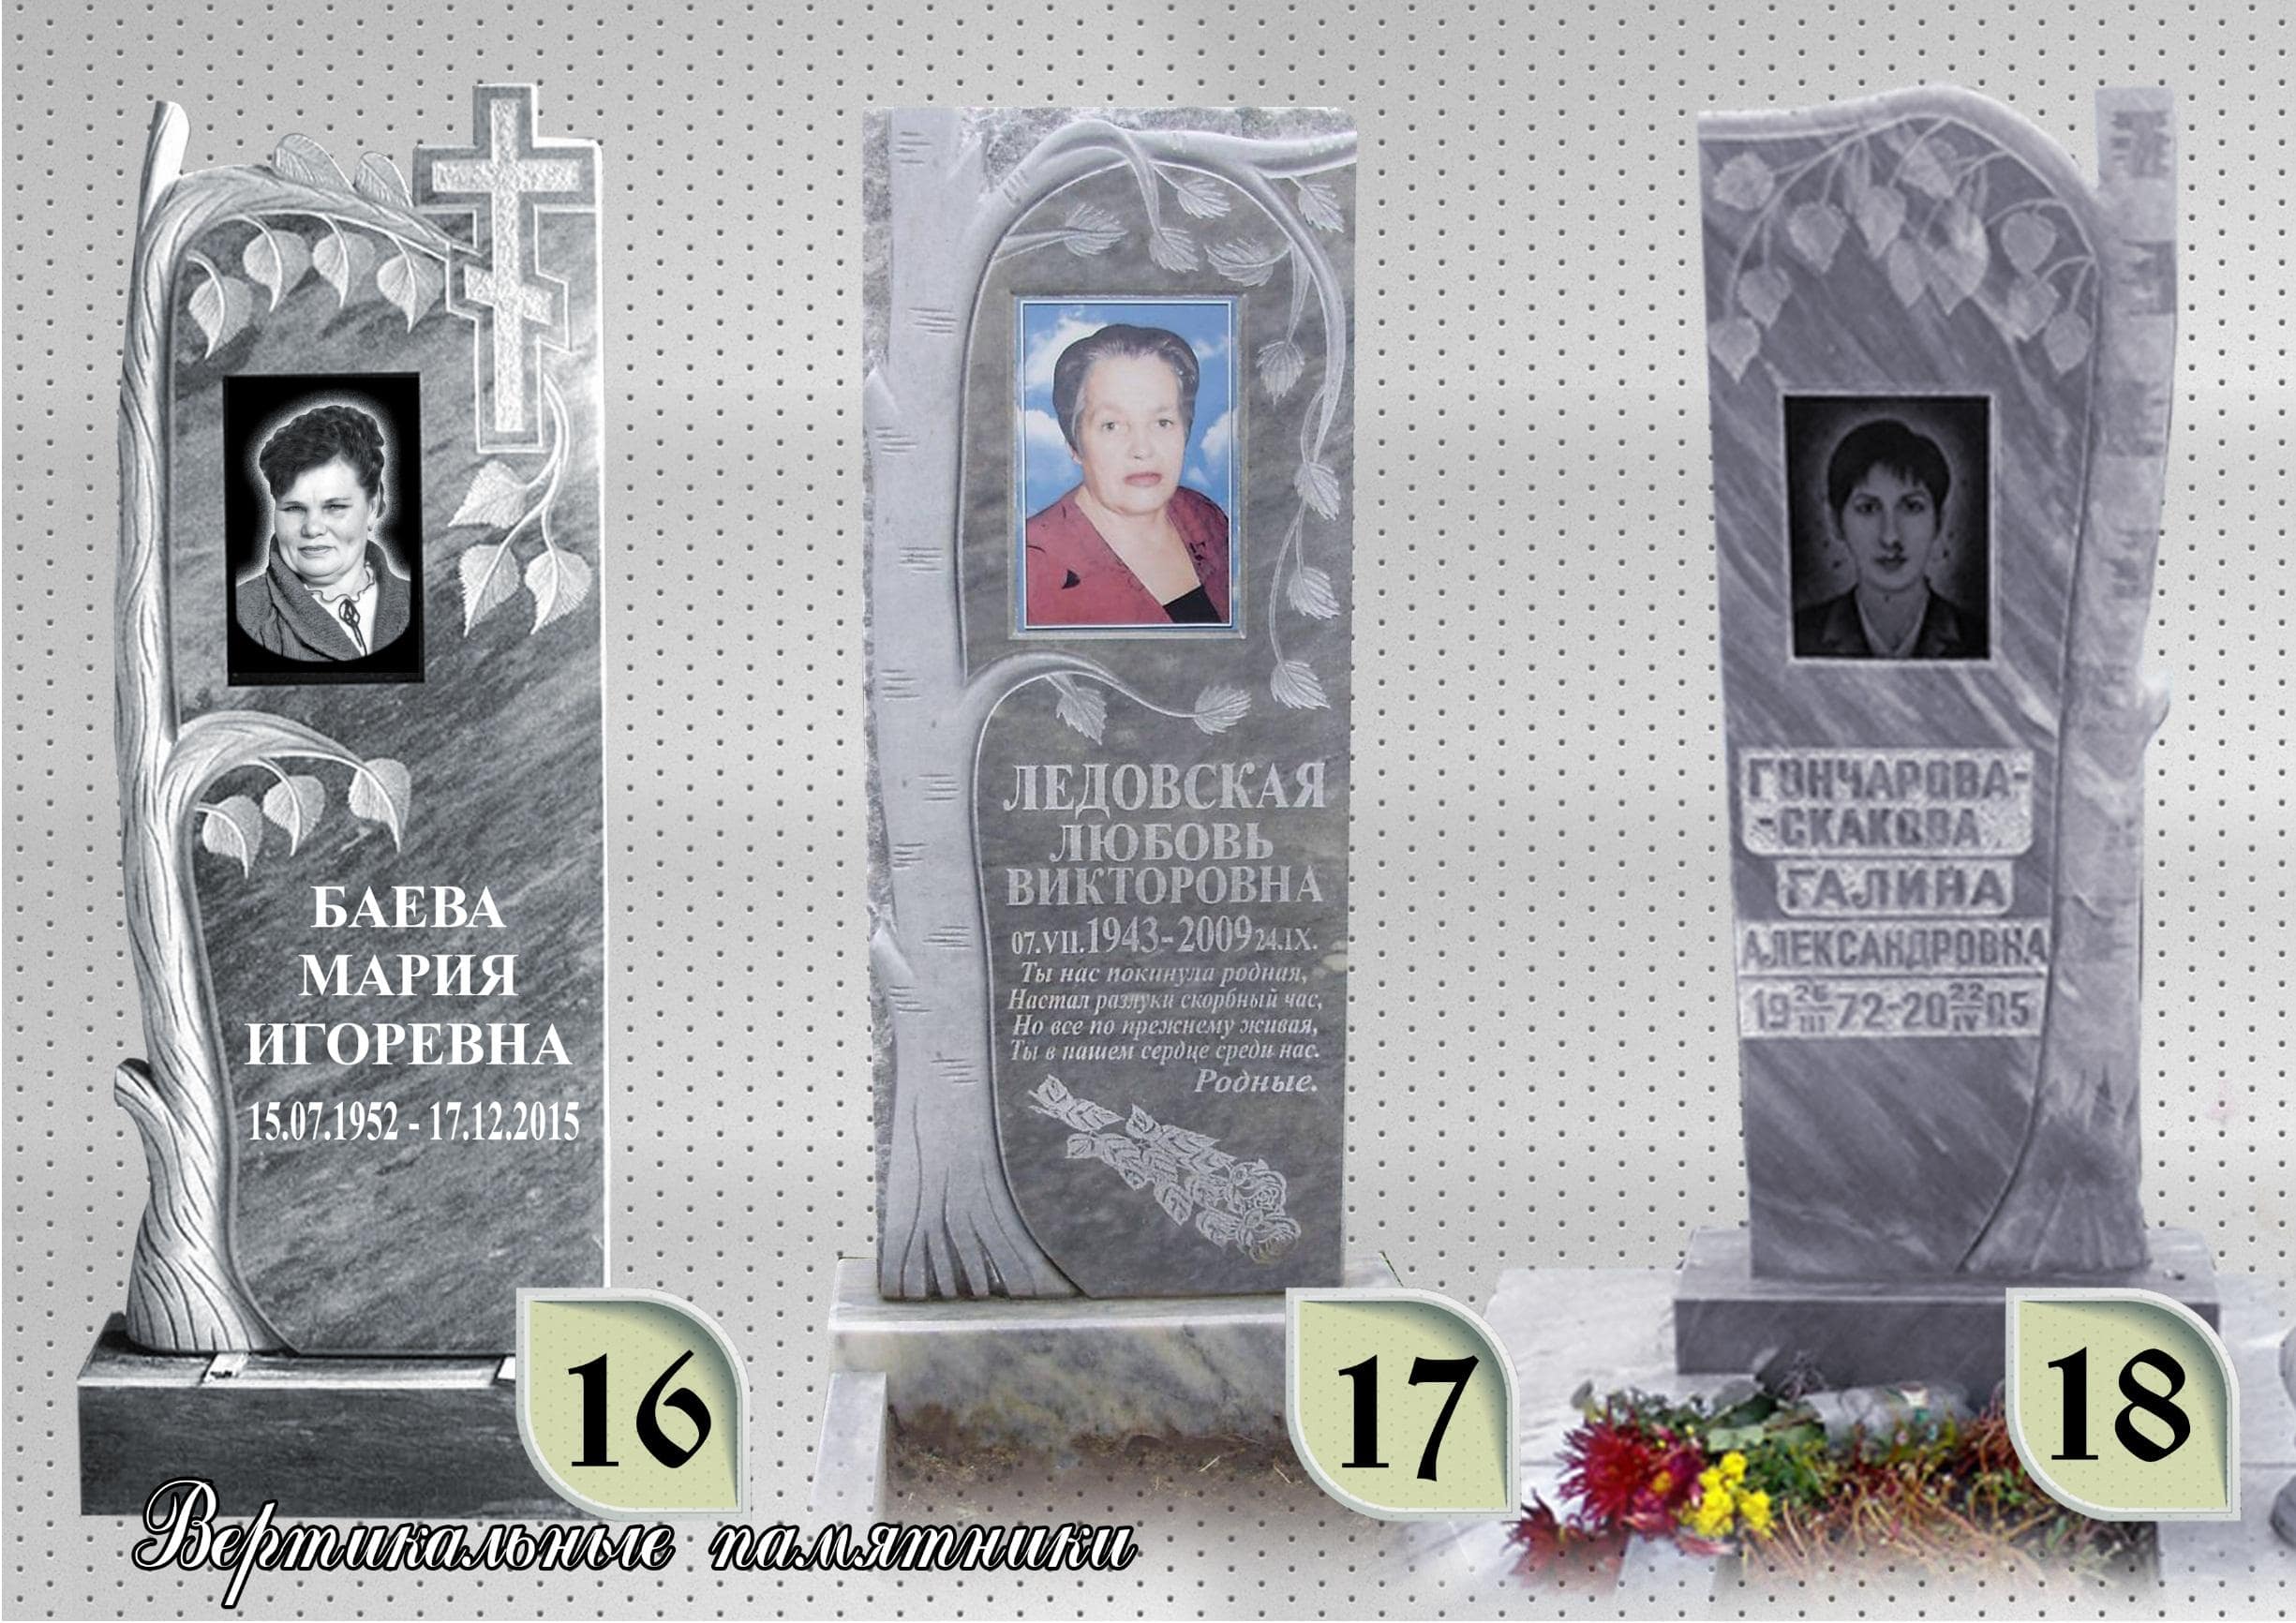 БАЕВА
МАРИЯ
ИГОРЕВНА
15.07.1952 - 17.12.2015
16
ЛЕДОВСКАЯ
ЛЮБОВЬ
ВИКТОРОВНА
07.VII.1943-2009 24.IX.
Ты нас покинула родная,
Настал разлуки скорбный час,
Но все по прежнему живая,
Ты в нашем сердце среди нас.
Родные.
17
ГОНЧАРОВА-
-СКАКОВА
ГАЛИНА
АЛЕКСАНДРОВНА
19 26 III 72-20 22 IV 05
18
Вертикальные памятники